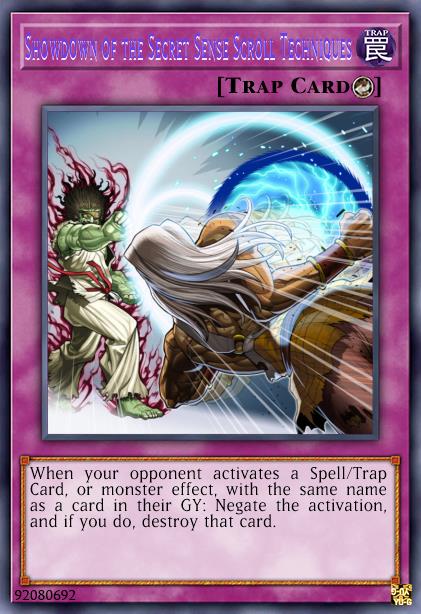 Showdown of the Secret Sense Scroll Techniques
TRAP
罠
[Trap Card]
When your opponent activates a Spell/Trap
Card, or monster effect, with the same name
as a card in their GY: Negate the activation,
and if you do, destroy that card.
92080692